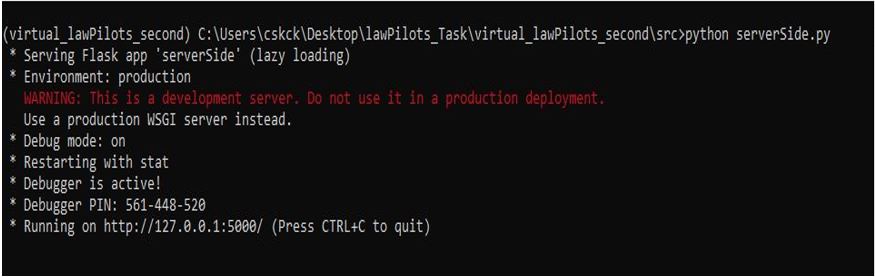 (virtual_lawPilots_second) C:\Users\cskck\Desktop\lawPilots_Task\virtual_lawPilots_second\src>python serverSide.py
* Serving Flask app 'serverSide' (lazy loading)
* Environment: production
WARNING: This is a development server. Do not use it in a production deployment.
Use a production WSGI server instead.
* Debug mode: on
* Restarting with stat
* Debugger is active!
* Debugger PIN: 561-448-520
* Running on http://127.0.0.1:5000/ (Press CTRL+C to quit)